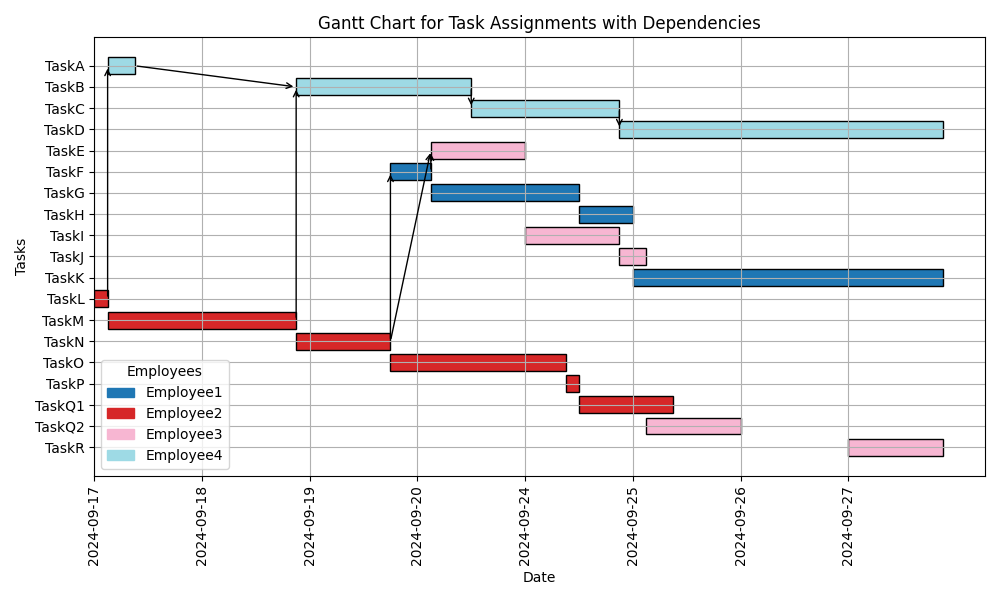 Gantt Chart for Task Assignments with Dependencies
TaskA
TaskB
TaskC
TaskD
TaskE
TaskF
TaskG
TaskH
TaskI
TaskJ
TaskK
TaskL
TaskM
TaskN
TaskO
TaskP
TaskQ1
TaskQ2
TaskR
Tasks
Employees
Employee1
Employee2
Employee3
Employee4
2024-09-17
2024-09-18
2024-09-19
2024-09-20
2024-09-24
2024-09-25
2024-09-26
2024-09-27
Date